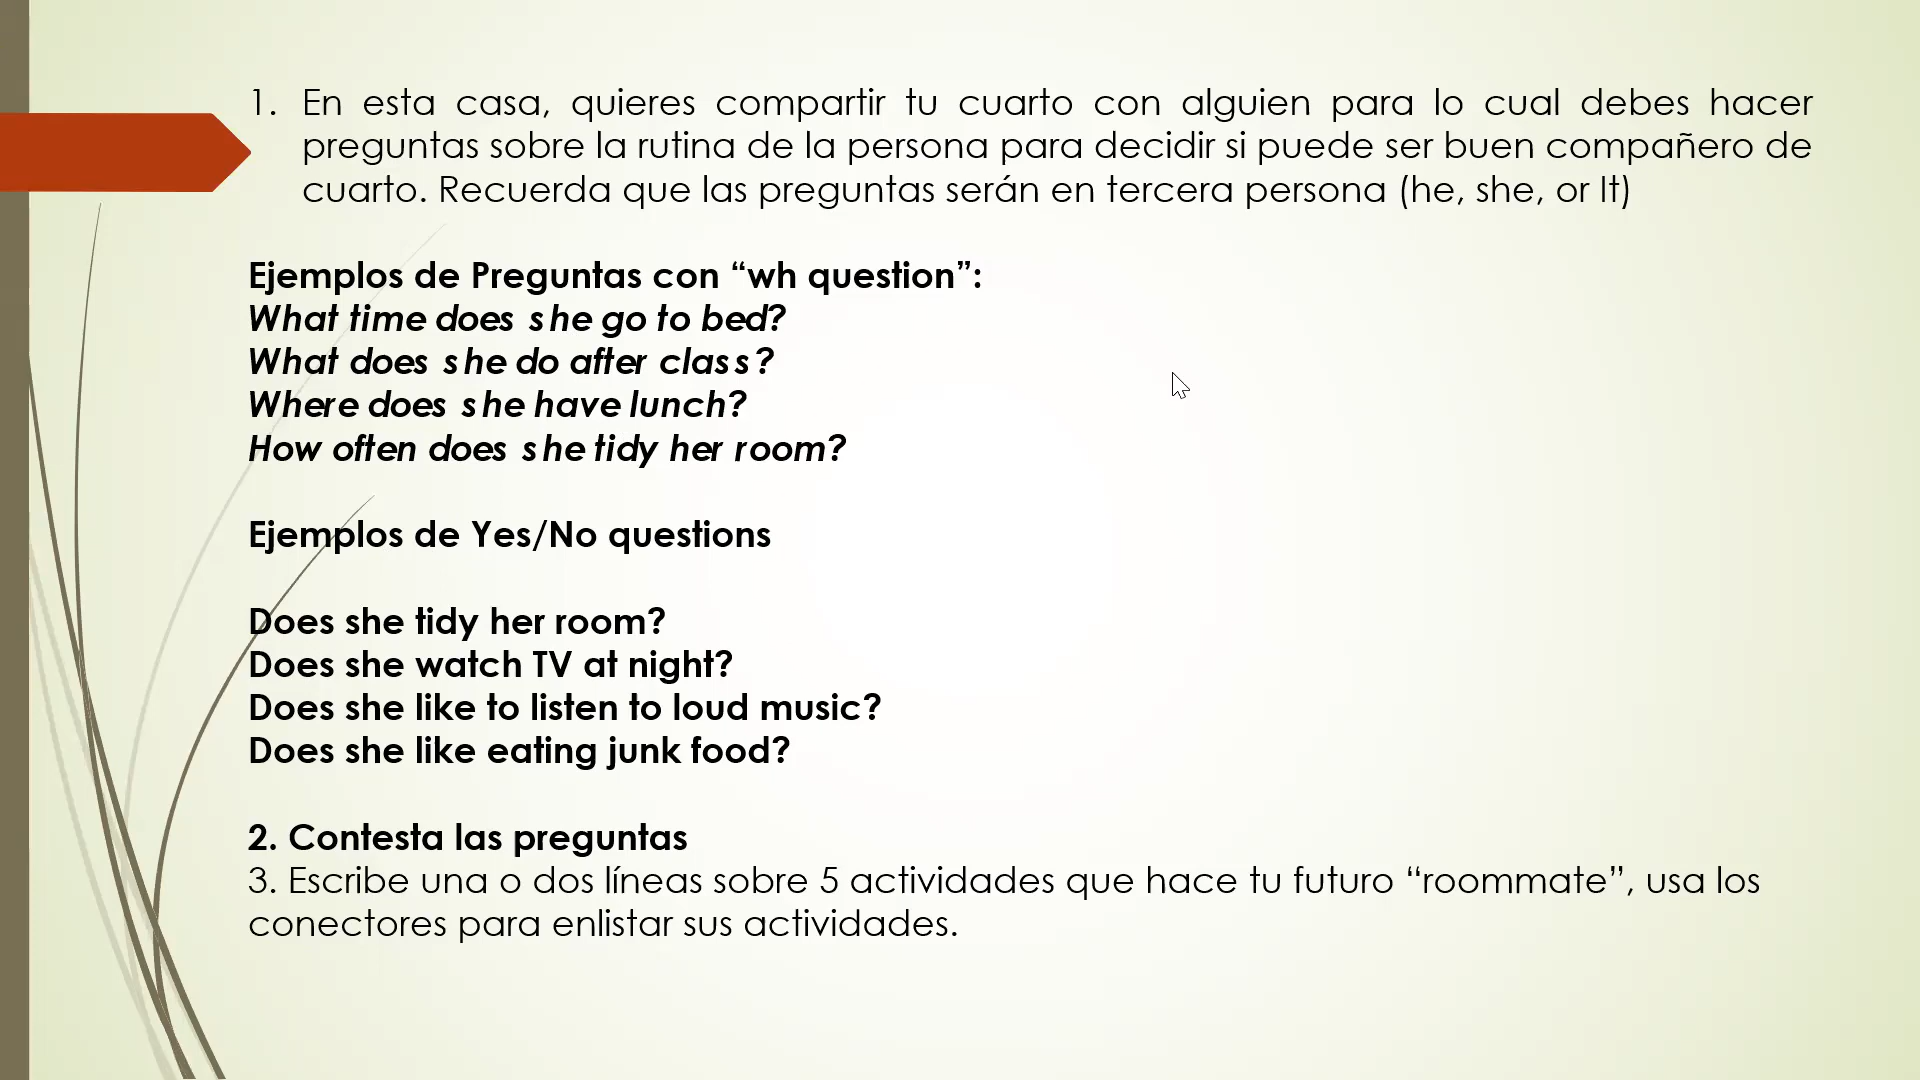 1. En esta casa, quieres compartir tu cuarto con alguien para lo cual debes hacer
preguntas sobre la rutina de la persona para decidir si puede ser buen compañero de
cuarto. Recuerda que las preguntas serán en tercera persona (he, she, or It)
Ejemplos de Preguntas con “wh question”:
What time does she go to bed?
What does she do after class?
Where does she have lunch?
How often does she tidy her room?
Ejemplos de Yes/No questions
Does she tidy her room?
Does she watch TV at night?
Does she like to listen to loud music?
Does she like eating junk food?
2. Contesta las preguntas
3. Escribe una o dos líneas sobre 5 actividades que hace tu futuro “roommate”, usa los
conectores para enlistar sus actividades.